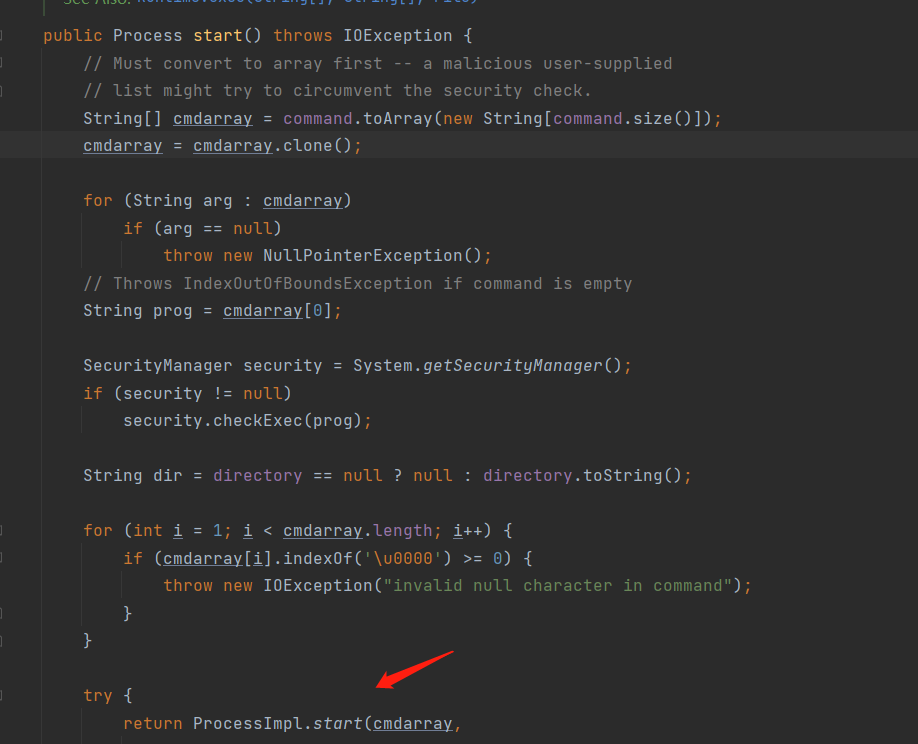 See Also: Runtime.exec(String[], String[], File)
public Process start() throws IOException {
// Must convert to array first -- a malicious user-supplied
// list might try to circumvent the security check.
String[] cmdarray = command.toArray(new String[command.size()]);
cmdarray = cmdarray.clone();
for (String arg : cmdarray)
if (arg == null)
throw new NullPointerException();
// Throws IndexOutOfBoundsException if command is empty
String prog = cmdarray[0];
SecurityManager security = System.getSecurityManager();
if (security != null)
security.checkExec(prog);
String dir = directory == null ? null : directory.toString();
for (int i = 1; i < cmdarray.length; i++) {
if (cmdarray[i].indexOf('\u0000') >= 0) {
throw new IOException("invalid null character in command");
}
}
try {
return ProcessImpl.start(cmdarray,